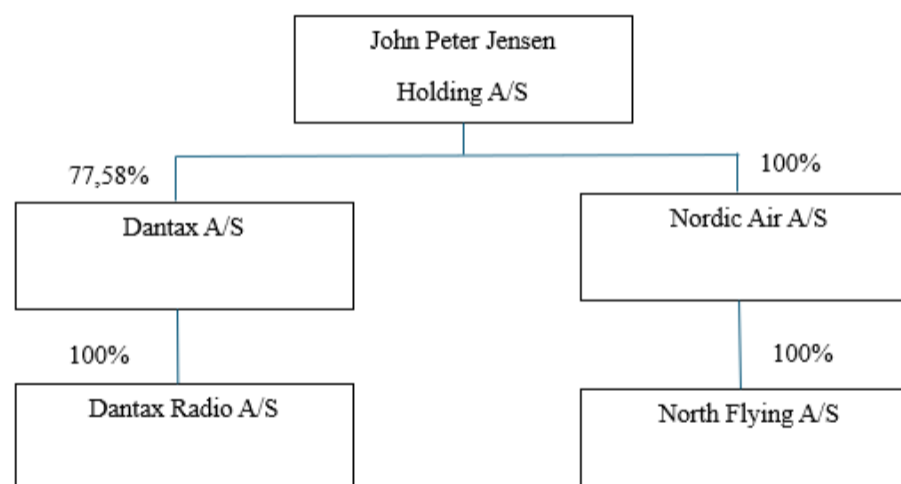 John Peter Jensen
Holding A/S
77,58%
100%
Dantax A/S
Nordic Air A/S
100%
100%
Dantax Radio A/S
North Flying A/S